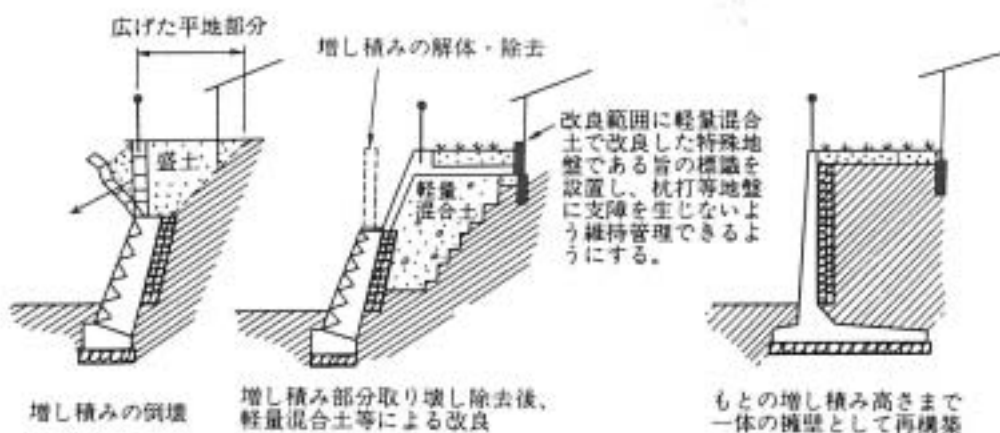 広げた平地部分
増し積みの解体・除去
盛土
軽量
混合土
改良範囲に軽量混合
土で改良した特殊地
盤である旨の標識を
設置し、杭打等地盤
に支障を生じないよ
う維持管理できるよ
うにする。
増し積みの倒壊
増し積み部分取り壊し除去後、
軽量混合土等による改良
もとの増し積み高さまで
一体の擁壁として再構築